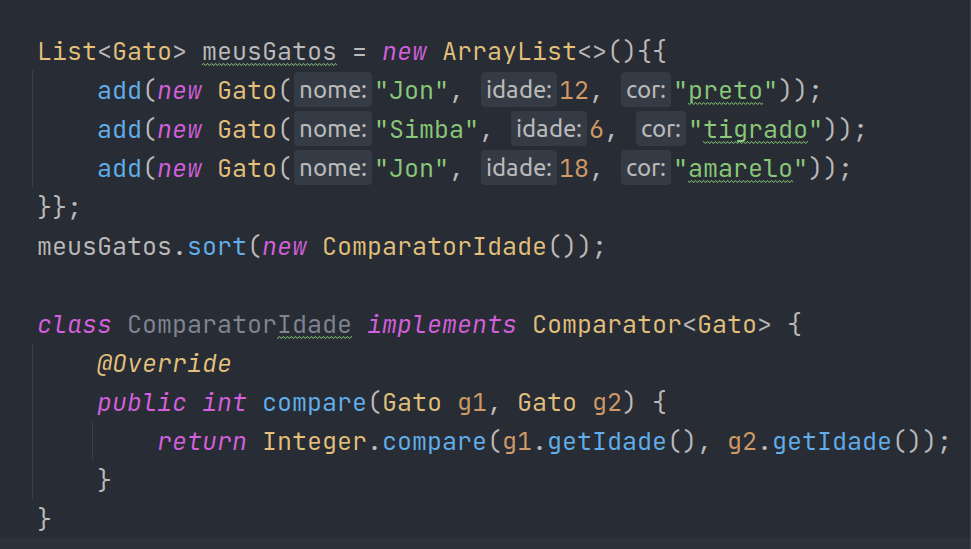 List<Gato> meusGatos = new ArrayList<>(){{
add(new Gato( nome: "Jon", idade: 12, cor: "preto"));
add(new Gato( nome: "Simba", idade: 6, cor: "tigrado"));
add(new Gato( nome: "Jon", idade: 18, cor: "amarelo"));
}};
meusGatos.sort(new ComparatorIdade());
class ComparatorIdade implements Comparator<Gato> {
@Override
public int compare(Gato g1, Gato g2) {
return Integer.compare(g1.getIdade(), g2.getIdade());
}
}